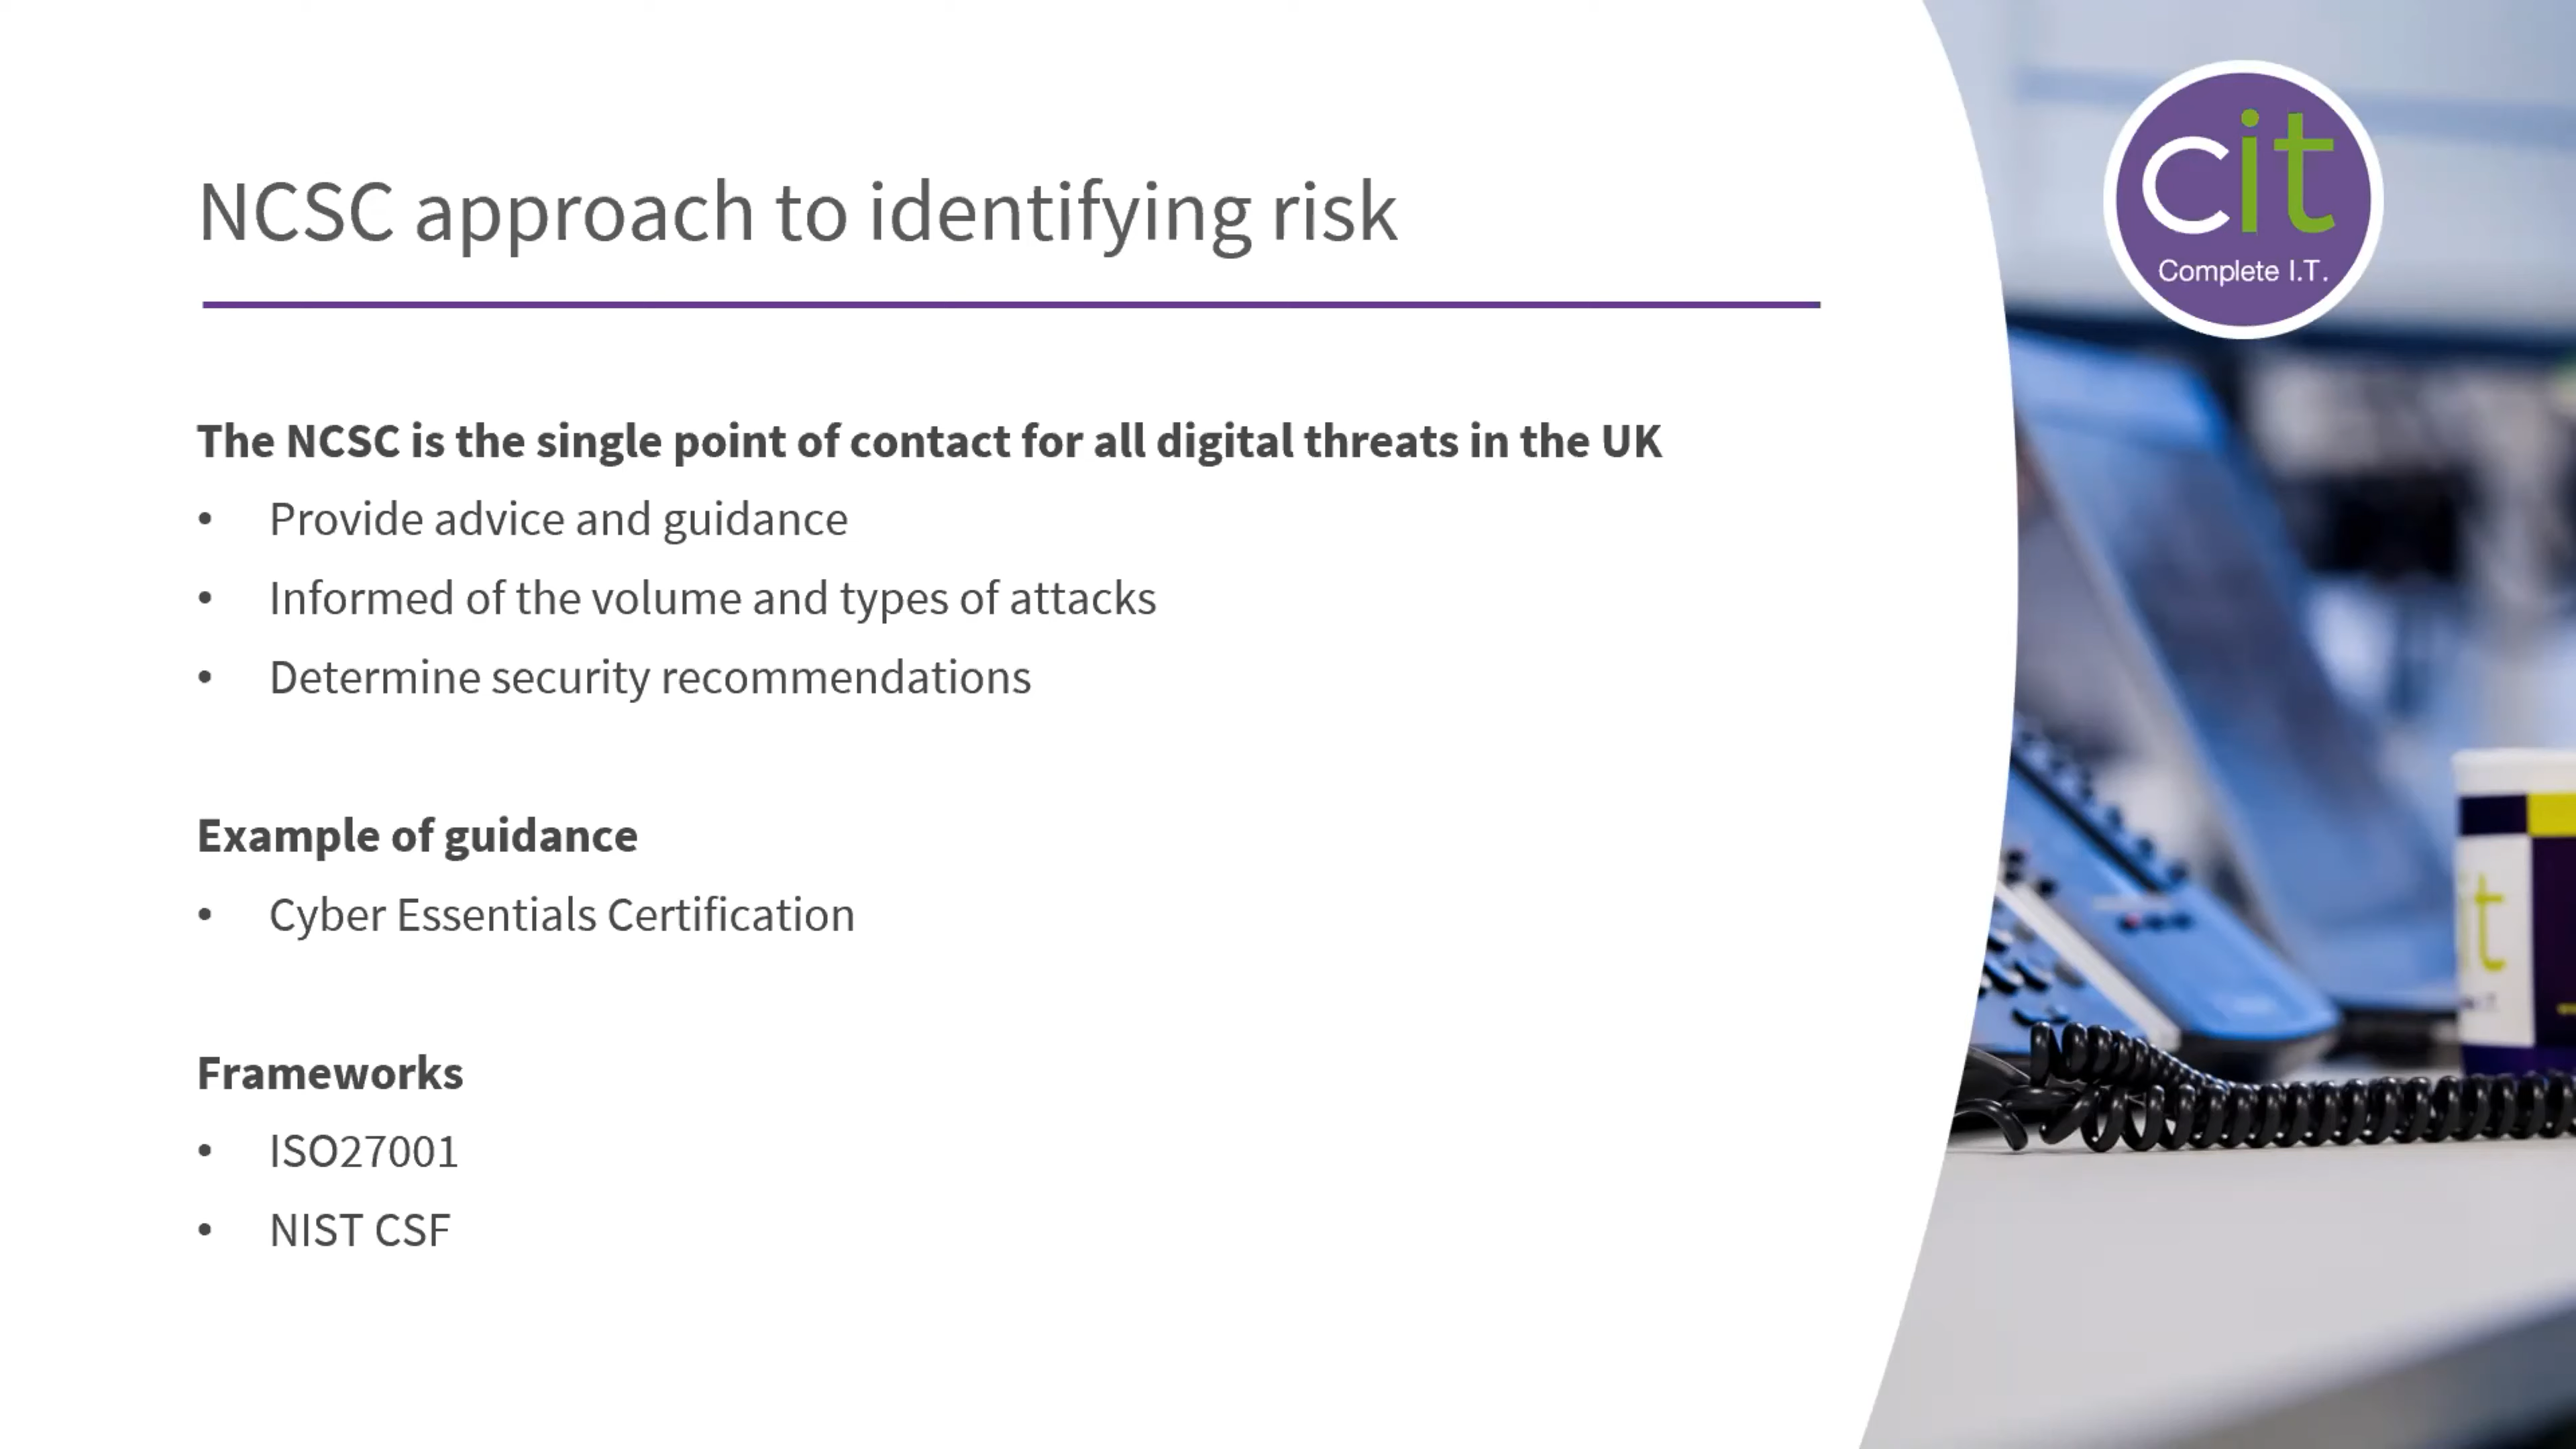 NCSC approach to identifying risk
cit
Complete I.T.
The NCSC is the single point of contact for all digital threats in the UK
• Provide advice and guidance
• Informed of the volume and types of attacks
• Determine security recommendations
Example of guidance
• Cyber Essentials Certification
Frameworks
• ISO27001
• NIST CSF
it